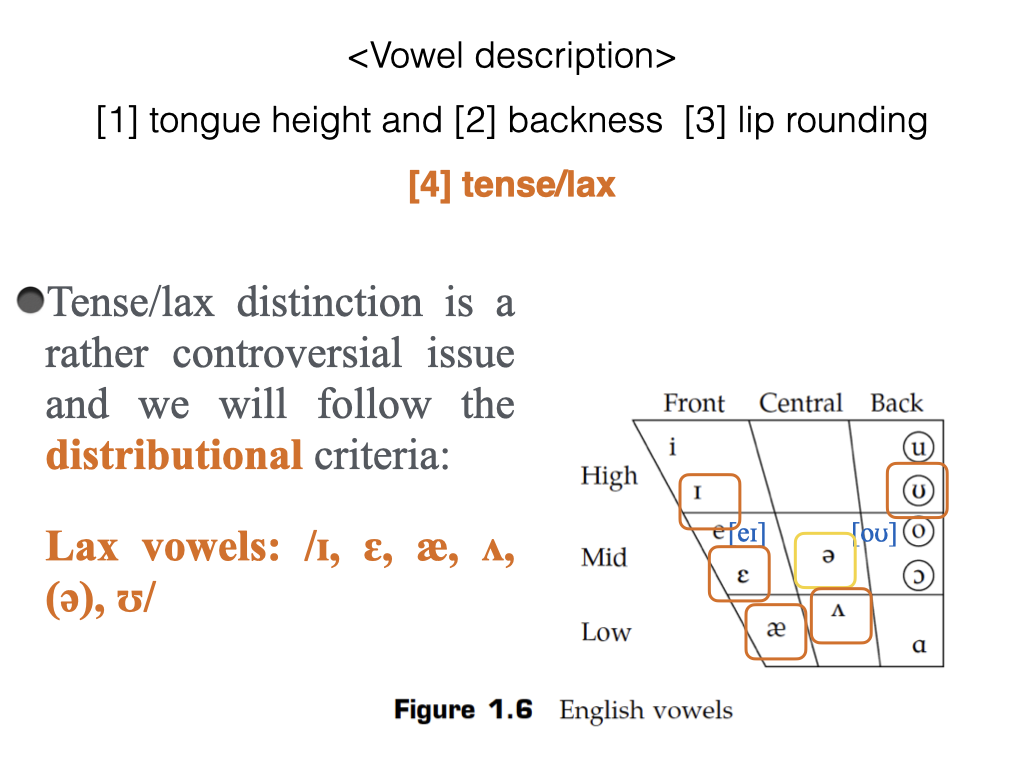 <Vowel description>
[1] tongue height and [2] backness [3] lip rounding
[4] tense/lax
Tense/lax distinction is a
rather controversial issue
and we will follow the
distributional criteria:
Lax vowels: /ɪ, ɛ, æ, ʌ,
(ə), ʊ/
Front Central Back
i u
High
ɪ ʊ
e [eɪ] [oʊ] o
Mid
ə
ɛ ɔ
ʌ
Low
æ
ɑ
Figure 1.6 English vowels